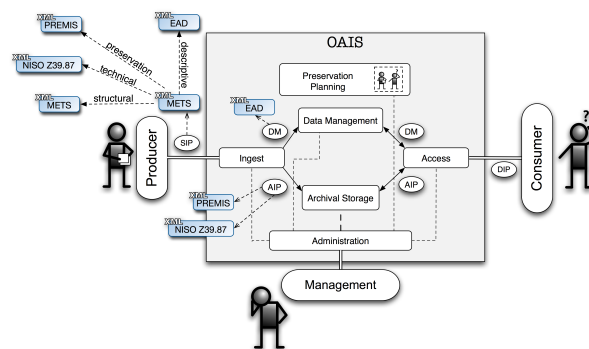 XML
PREMIS
XML
EAD
OAIS
XML
NISO Z39.87
preservation
technical
descriptive
XML
METS
structural
XML
METS
Preservation
Planning
XML
EAD
SIP
DM
Data Management
DM
Producer
Ingest
Access
Consumer
?
DIP
AIP
AIP
XML
PREMIS
Archival Storage
XML
NISO Z39.87
Administration
Management